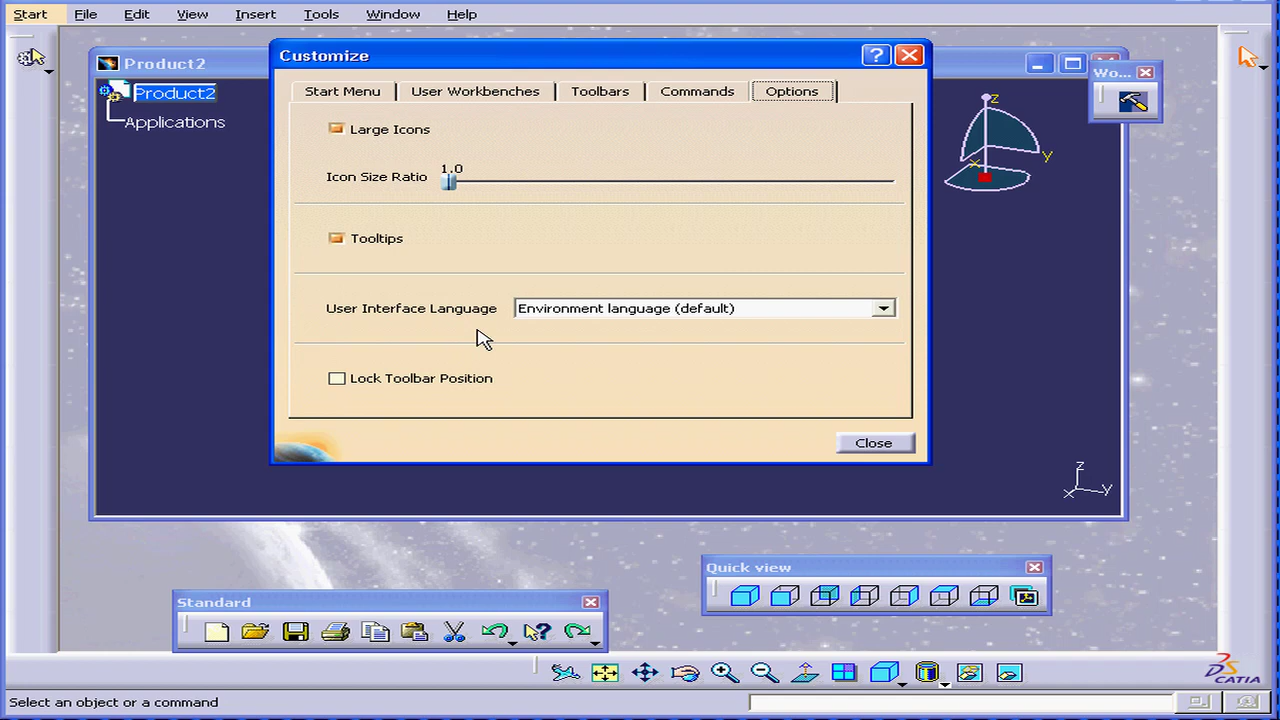 Start File Edit View Insert Tools Window Help
Product2
Customize
Wo...
Product2
Applications
Start Menu User Workbenches Toolbars Commands Options
Large Icons
1.0
Icon Size Ratio
Tooltips
User Interface Language Environment language (default)
Lock Toolbar Position
Close
z
y
x
z
x y
Quick view
Standard
DS CATIA
Select an object or a command